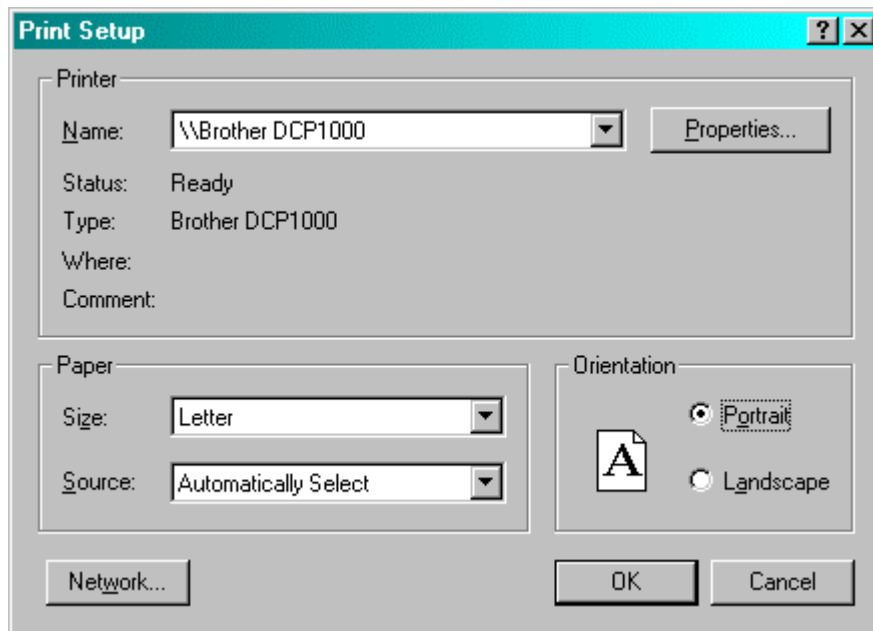 Print Setup
Printer
Name: \\Brother DCP1000 Properties...
Status: Ready
Type: Brother DCP1000
Where:
Comment:
Paper
Size: Letter
Source: Automatically Select
Orientation
A
Portrait
Landscape
Network... OK Cancel